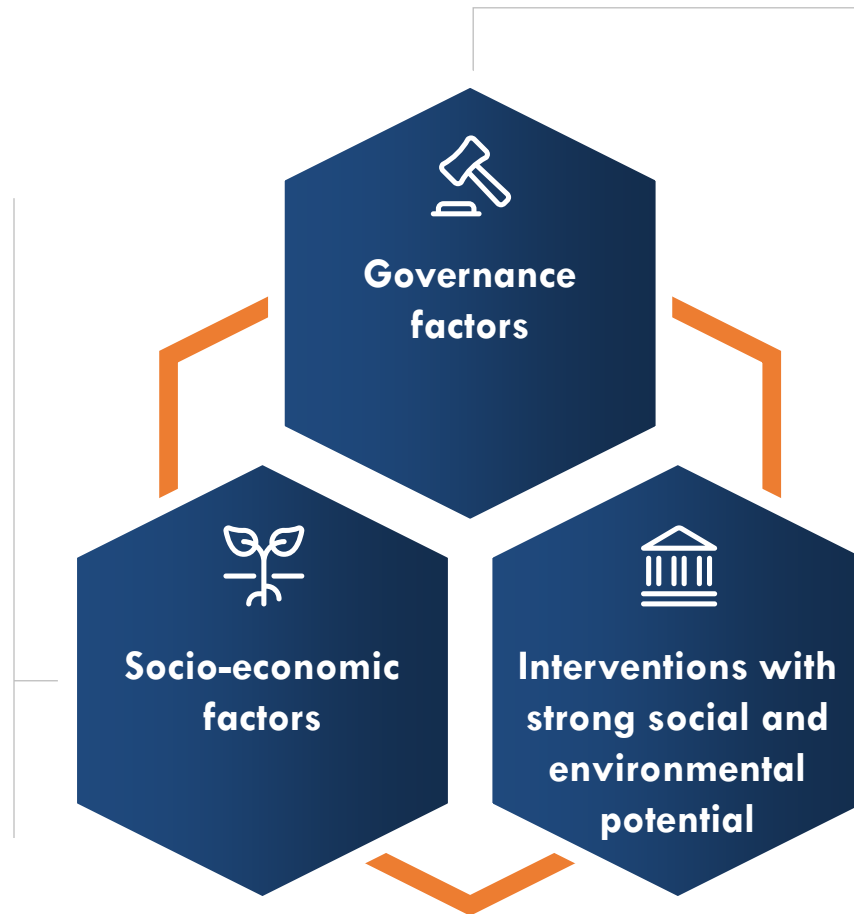 Governance
factors
Socio-economic
factors
Interventions with
strong social and
environmental
potential